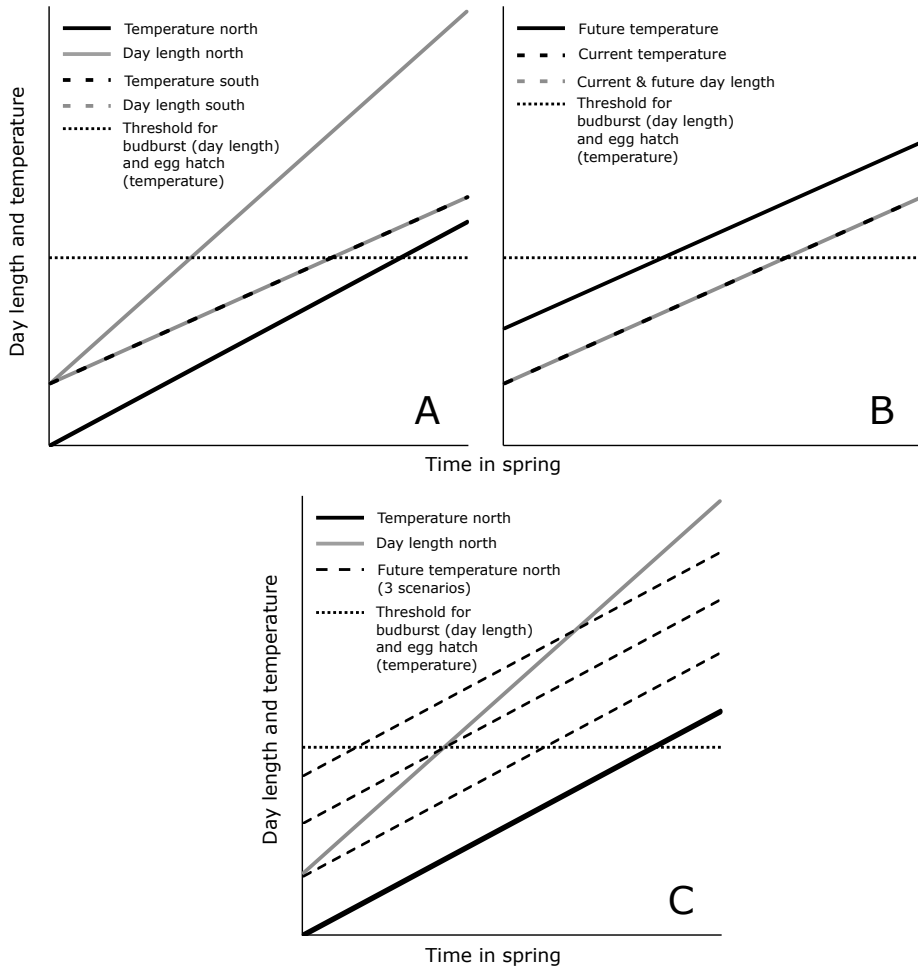 Temperature north
Day length north
Temperature south
Day length south
Threshold for
budburst (day length)
and egg hatch
(temperature)
Day length and temperature
A
Future temperature
Current temperature
Current & future day length
Threshold for
budburst (day length)
and egg hatch
(temperature)
B
Time in spring
Temperature north
Day length north
Future temperature north
(3 scenarios)
Threshold for
budburst (day length)
and egg hatch
(temperature)
Day length and temperature
C
Time in spring